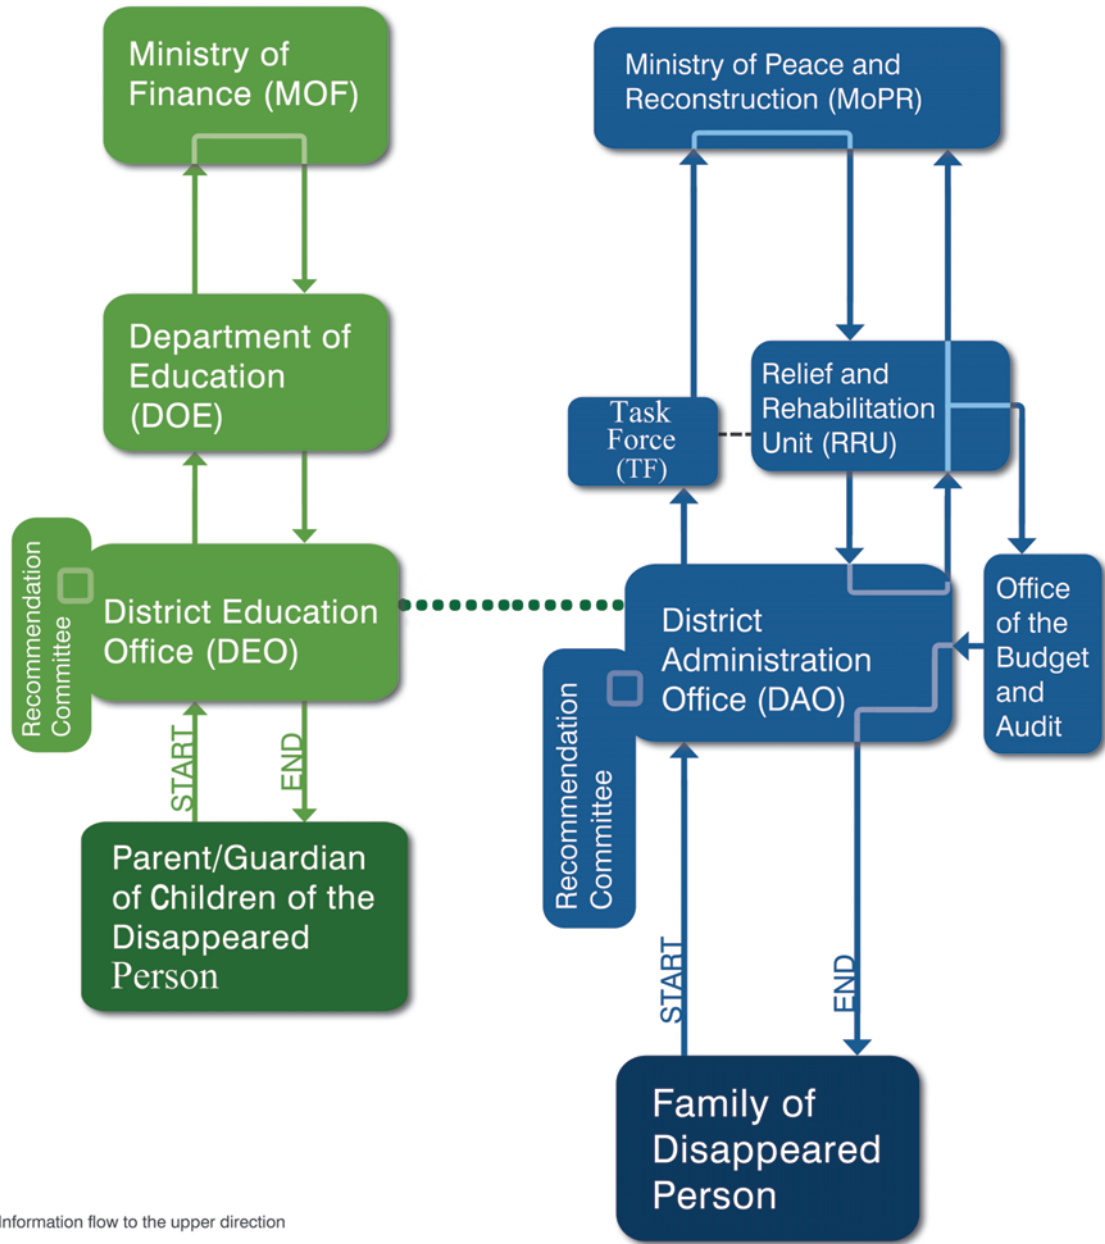 Ministry of
Finance (MOF)
Ministry of Peace and
Reconstruction (MoPR)
Department of
Education
(DOE)
Task
Force
(TF)
Relief and
Rehabilitation
Unit (RRU)
Recommendation
Committee
District Education
Office (DEO)
District
Administration
Office (DAO)
Office
of the
Budget
and
Audit
Recommendation
Committee
START
END
Parent/Guardian
of Children of the
Disappeared
Person
START
END
Family of
Disappeared
Person
Information flow to the upper direction